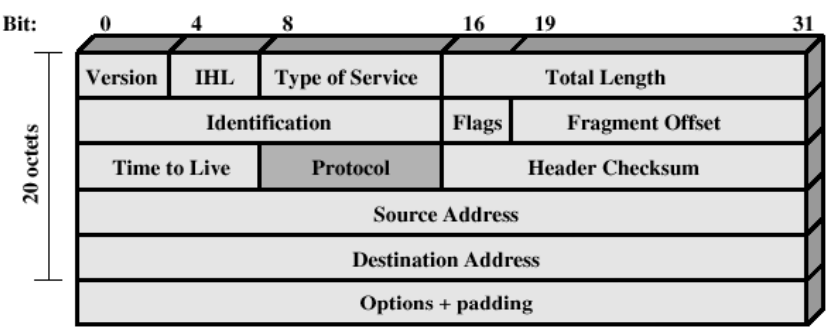 Bit: 0 4 8 16 19 31
Version IHL Type of Service Total Length
Identification Flags Fragment Offset
Time to Live Protocol Header Checksum
Source Address
Destination Address
Options + padding
20 octets